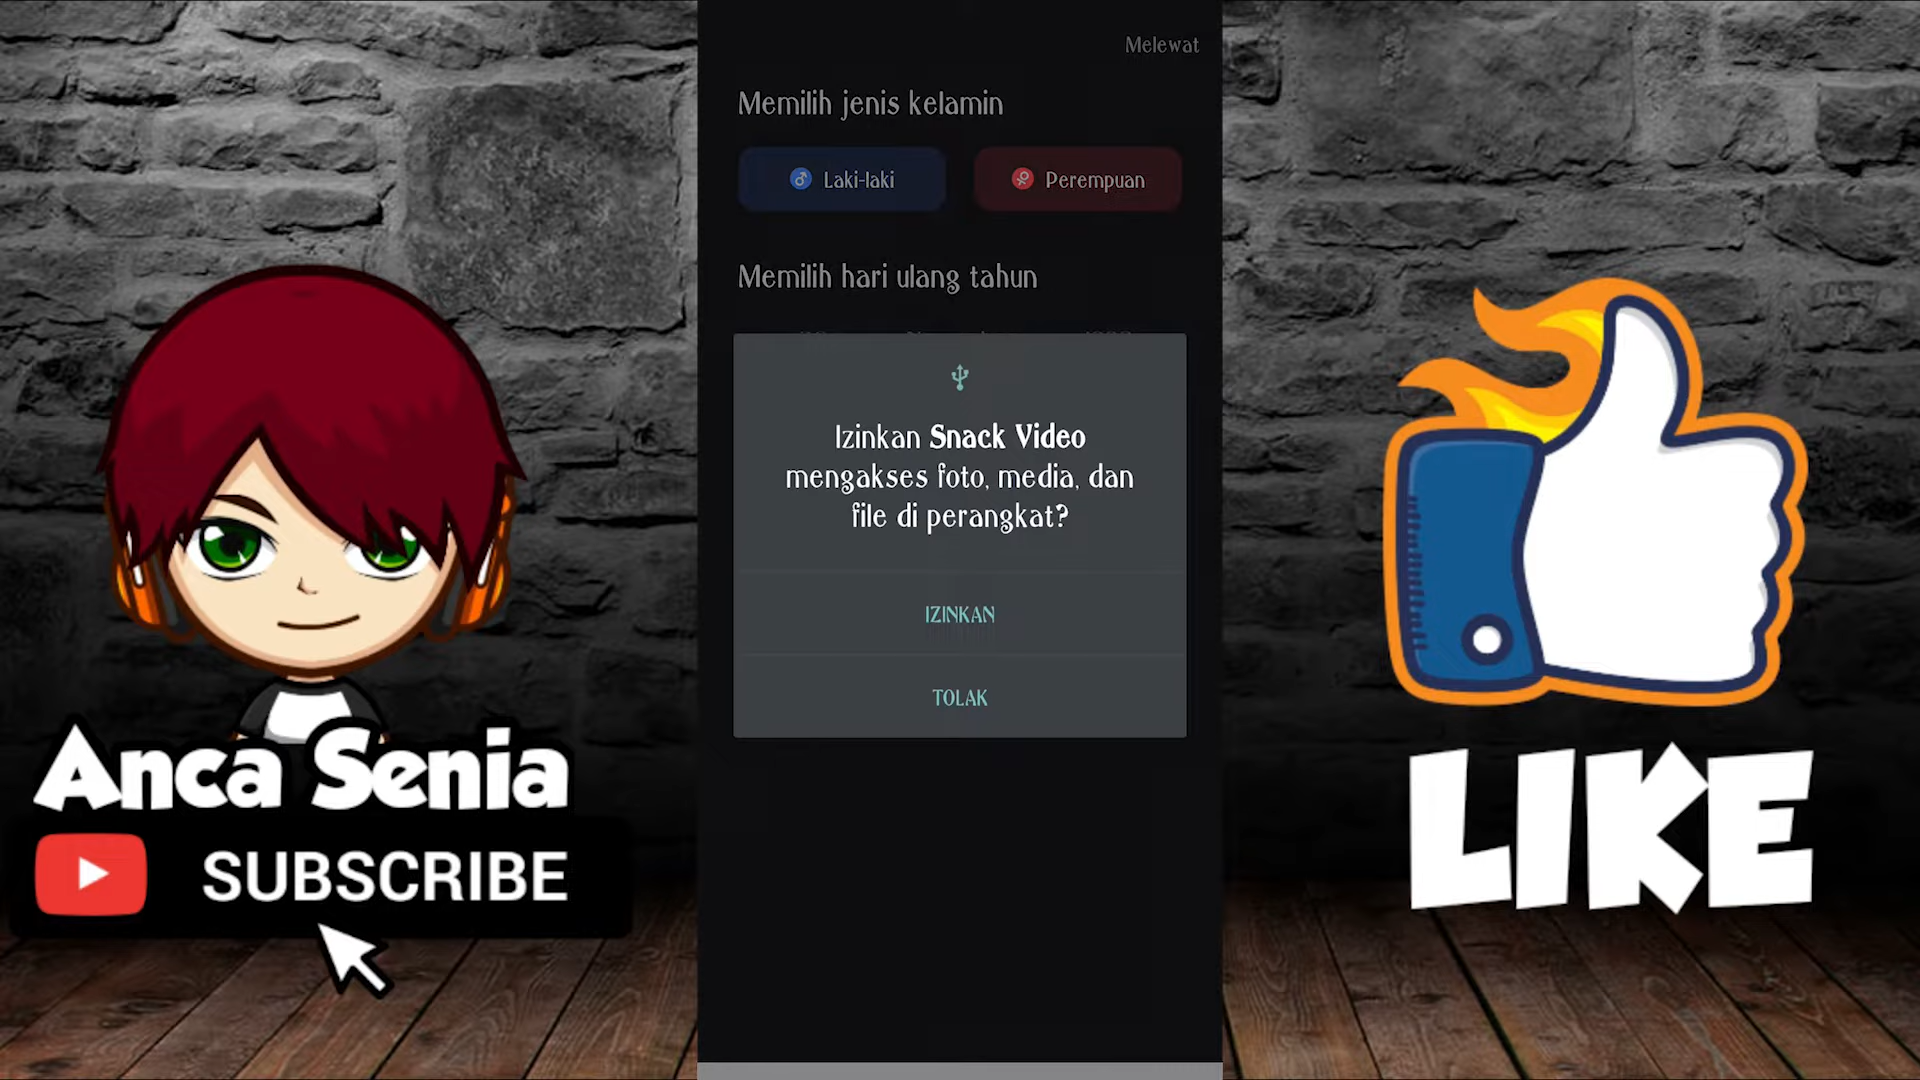 Melewat
Memilih jenis kelamin
Laki-laki
Perempuan
Memilih hari ulang tahun
Izinkan Snack Video
mengakses foto, media, dan
file di perangkat?
IZINKAN
TOLAK
Anca Senia
SUBSCRIBE
LIKE